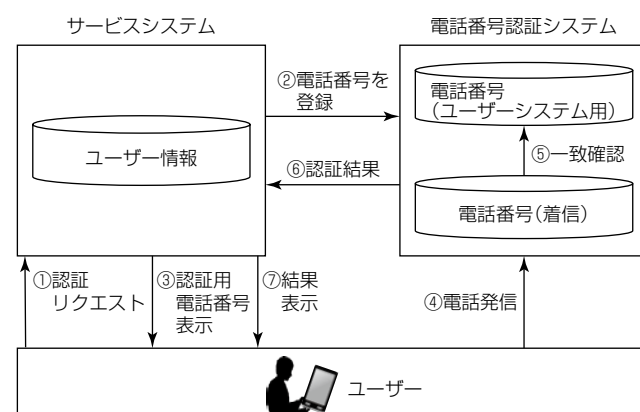 サービスシステム
電話番号認証システム
②電話番号を
登録
電話番号
(ユーザーシステム用)
ユーザー情報
⑤一致確認
⑥認証結果
電話番号(着信)
①認証
リクエスト
③認証用
電話番号
表示
⑦結果
表示
④電話発信
ユーザー